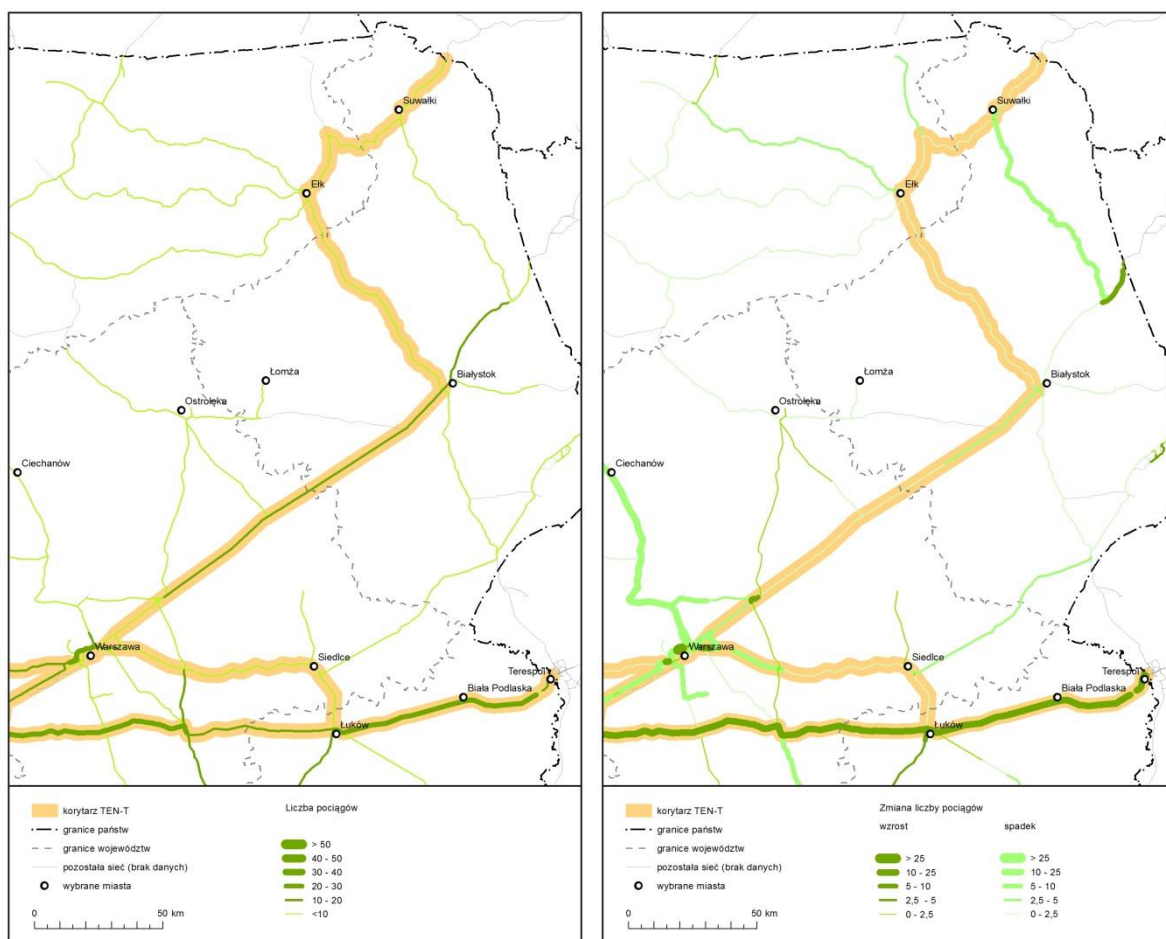 Suwałki
Ełk
Białystok
Łomża
Ostrołęka
Ciechanów
Warszawa
Siedlce
Terespol
Biała Podlaska
Łuków
korytarz TEN-T
granice państw
granice województw
pozostała sieć (brak danych)
wybrane miasta
0 50 km
Liczba pociągów
> 50
40 - 50
30 - 40
20 - 30
10 - 20
<10
Suwałki
Ełk
Białystok
Łomża
Ostrołęka
Ciechanów
Warszawa
Siedlce
Terespol
Biała Podlaska
Łuków
korytarz TEN-T
granice państw
granice województw
pozostała sieć (brak danych)
wybrane miasta
0 50 km
Zmiana liczby pociągów
wzrost spadek
> 25 > 25
10 - 25 10 - 25
5 - 10 5 - 10
2,5 - 5 2,5 - 5
0 - 2,5 0 - 2,5